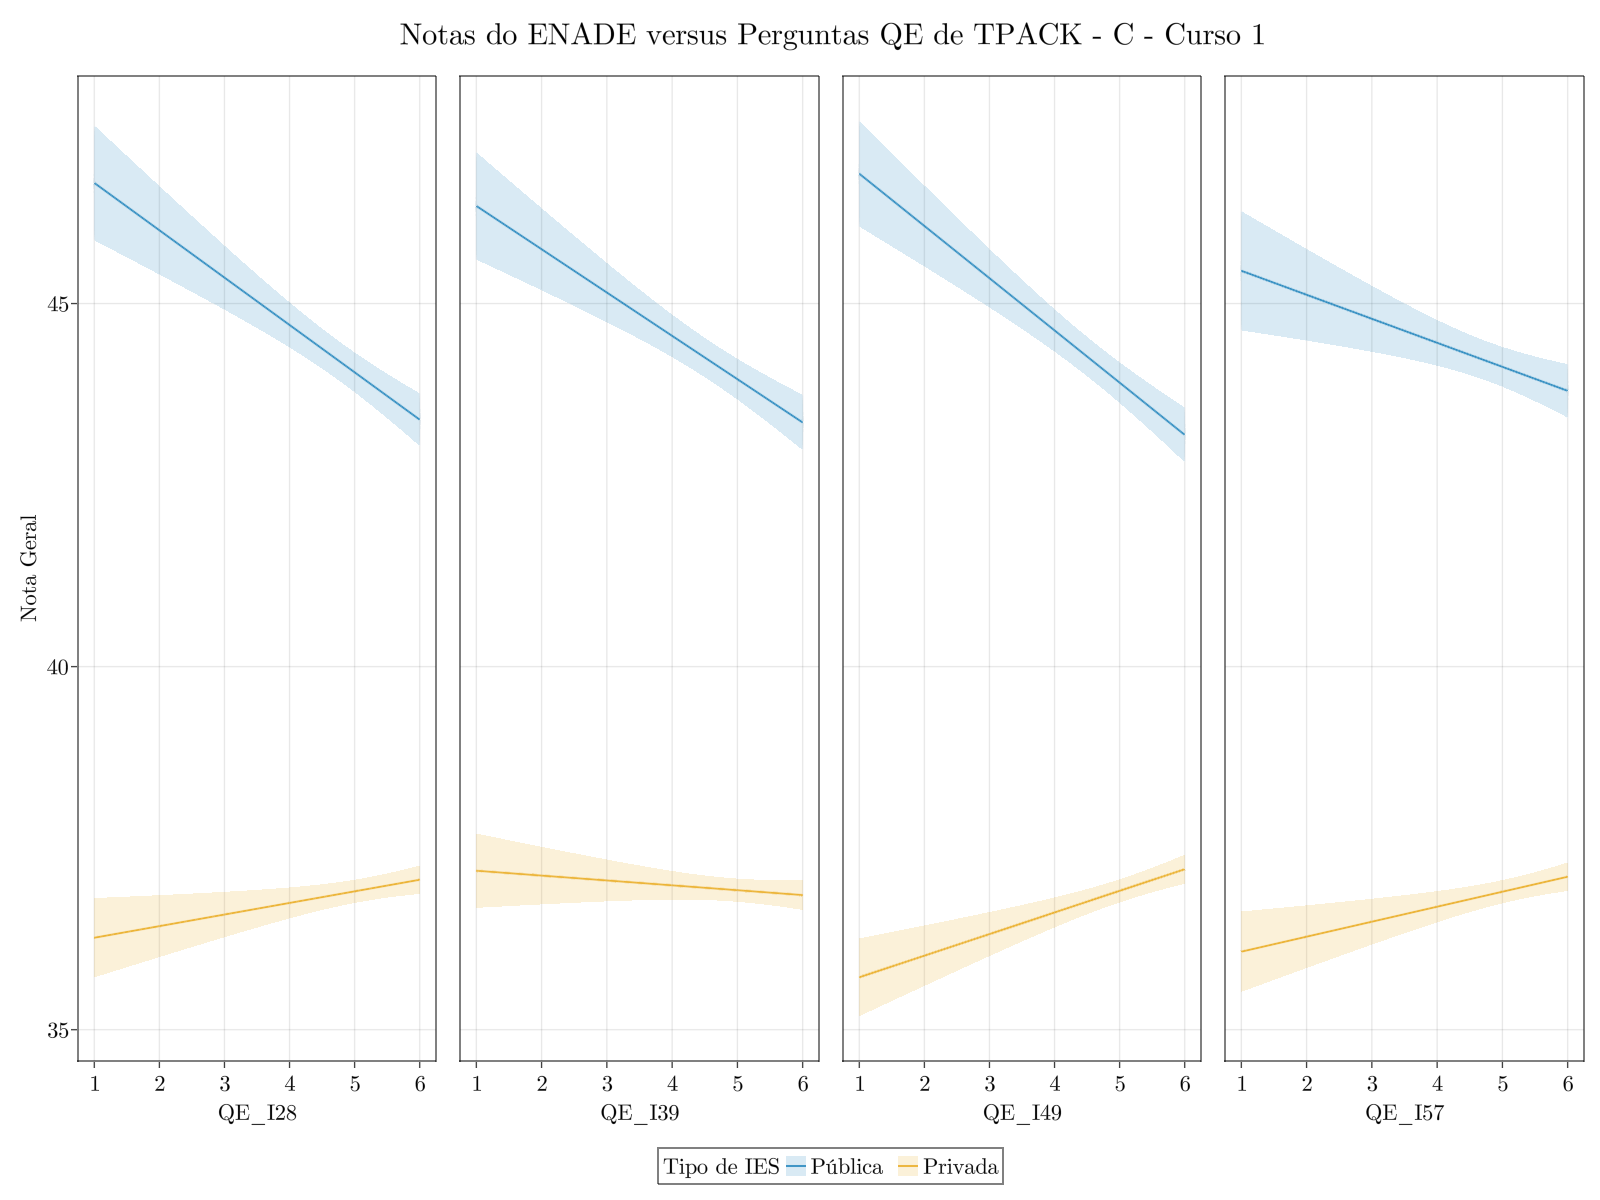 Notas do ENADE versus Perguntas QE de TPACK - C - Curso 1
Nota Geral
45
40
35
1 2 3 4 5 6
QE_I28
1 2 3 4 5 6
QE_I39
1 2 3 4 5 6
QE_I49
1 2 3 4 5 6
QE_I57
Tipo de IES Pública Privada